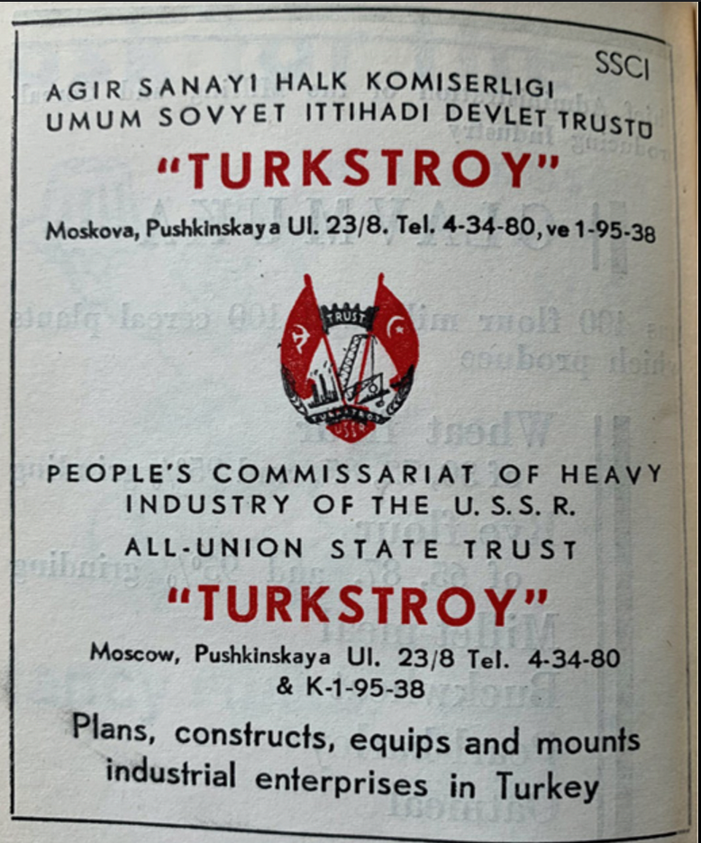 SSCI
AGIR SANAYI HALK KOMISERLIGI
UMUM SOVYET ITTIHADI DEVLET TRUSTU
“TURKSTROY”
Moskova, Pushkinskaya Ul. 23/8. Tel. 4-34-80, ve 1-95-38
TRUST
TURKSTROY
USSR
PEOPLE'S COMMISSARIAT OF HEAVY
INDUSTRY OF THE U.S.S.R.
ALL-UNION STATE TRUST
“TURKSTROY”
Moscow, Pushkinskaya Ul. 23/8 Tel. 4-34-80
& K-1-95-38
Plans, constructs, equips and mounts
industrial enterprises in Turkey